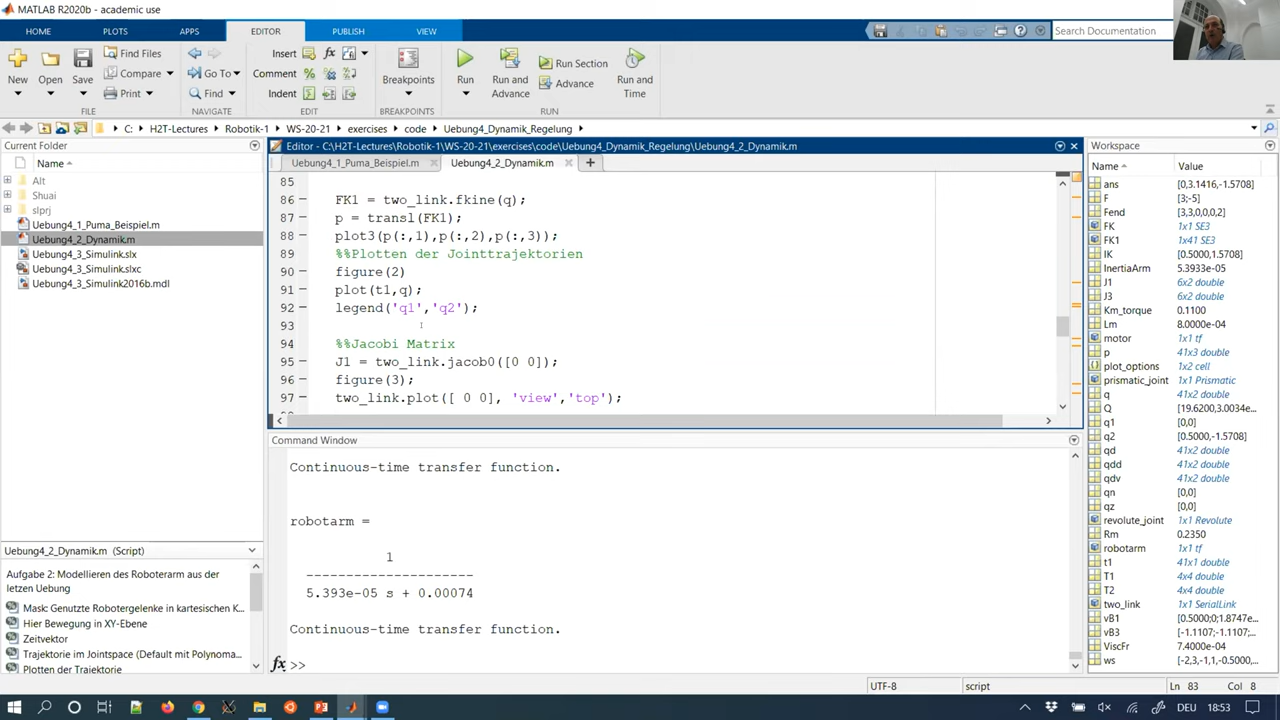 MATLAB R2020b - academic use
HOME PLOTS APPS EDITOR PUBLISH VIEW
Search Documentation
New Open Save Find Files Compare Print
Go To Find
Insert fx
Comment
Indent
Breakpoints
Run Run and Advance Run Section Advance Run and Time
FILE NAVIGATE EDIT BREAKPOINTS RUN
C: H2T-Lectures Robotik-1 WS-20-21 exercises code Uebung4_Dynamik_Regelung
Current Folder
Name
Alt
Shuai
slprj
Uebung4_1_Puma_Beispiel.m
Uebung4_2_Dynamik.m
Uebung4_3_Simulink.slx
Uebung4_3_Simulink.slxc
Uebung4_3_Simulink2016b.mdl
Uebung4_2_Dynamik.m (Script)
Aufgabe 2: Modellieren des Roboterarm aus der
letzen Uebung
Mask: Genutzte Robotergelenke in kartesischen K...
Hier Bewegung in XY-Ebene
Zeitvektor
Trajektorie im Jointspace (Default mit Polynoma...
Plotten der Traiektorie
Editor - C:\H2T-Lectures\Robotik-1\WS-20-21\exercises\code\Uebung4_Dynamik_Regelung\Uebung4_2_Dynamik.m
Uebung4_1_Puma_Beispiel.m Uebung4_2_Dynamik.m
85
86 FK1 = two_link.fkine(q);
87 p = transl(FK1);
88 plot3(p(:,1),p(:,2),p(:,3));
89 %%Plotten der Jointtrajektorien
90 figure(2)
91 plot(t1,q);
92 legend('q1','q2');
93
94 %%Jacobi Matrix
95 J1 = two_link.jacob0([0 0]);
96 figure(3);
97 two_link.plot([ 0 0], 'view','top');
Command Window
Continuous-time transfer function.
robotarm =
1
---------------------
5.393e-05 s + 0.00074
Continuous-time transfer function.
fx >>
Workspace
Name Value
ans [0,3.1416,-1.5708]
F [3;-5]
Fend [3,3,0,0,0,2]
FK 1x1 SE3
FK1 1x41 SE3
IK [0.5000,1.5708]
InertiaArm 5.3933e-05
J1 6x2 double
J3 6x2 double
Km_torque 0.1100
Lm 8.0000e-04
motor 1x1 tf
p 41x3 double
plot_options 1x2 cell
prismatic_joint 1x1 Prismatic
q 41x2 double
Q [19.6200,3.0034e...
q1 [0,0]
q2 [0.5000,-1.5708]
qd 41x2 double
qdd 41x2 double
qdv 41x2 double
qn [0,0]
qz [0,0]
revolute_joint 1x1 Revolute
Rm 0.2350
robotarm 1x1 tf
t1 41x1 double
T1 4x4 double
T2 4x4 double
two_link 1x1 SerialLink
vB1 [0.5000;0;1.8747e...
vB3 [-1.1107;-1.1107;...
ViscFr 7.4000e-04
ws [-2,3,-1,1,-0.5000,...
UTF-8 script Ln 83 Col 8
DEU 18:53